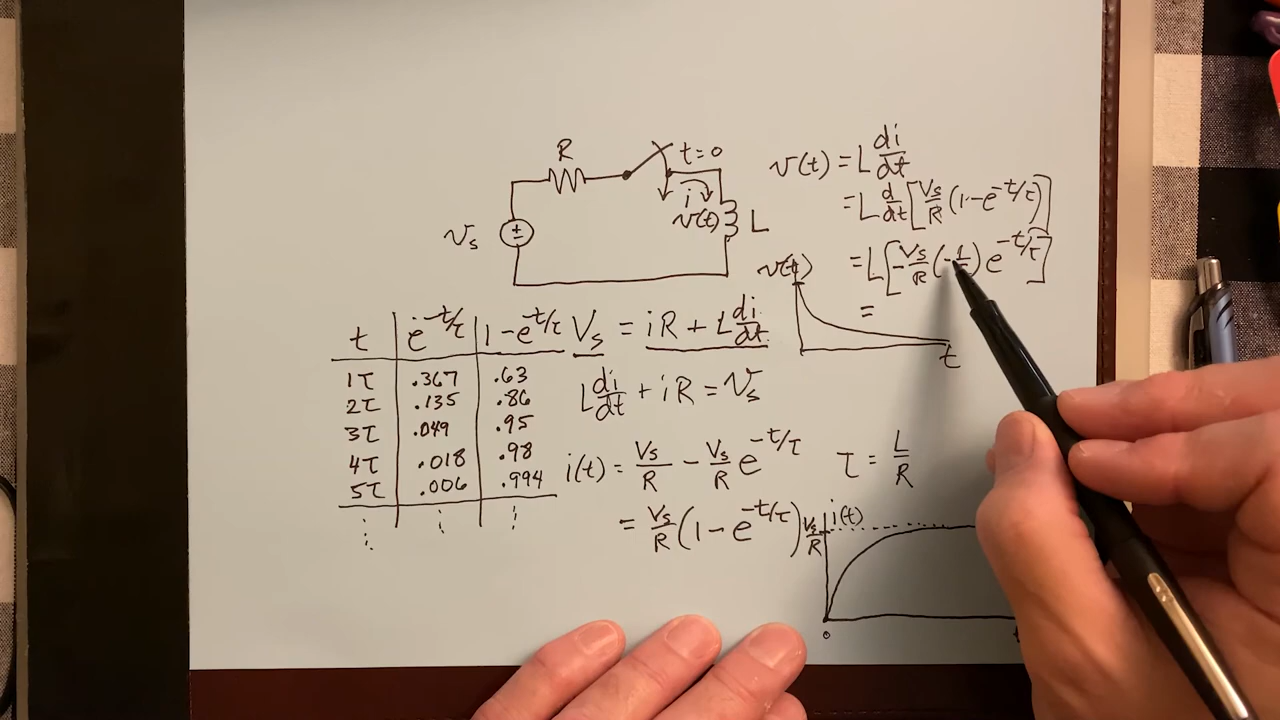 R
t=0
i
v(t)
L
Vs
v(t) = L di/dt
= L d/dt [Vs/R (1-e^-t/τ)]
= L [-Vs/R (-1/τ) e^-t/τ]
=
v(t)
t
t | e^-t/τ | 1-e^-t/τ
1τ | .367 | .63
2τ | .135 | .86
3τ | .049 | .95
4τ | .018 | .98
5τ | .006 | .994
⋮ | ⋮ | ⋮
Vs = iR + L di/dt
L di/dt + iR = Vs
i(t) = Vs/R - Vs/R e^-t/τ
τ = L/R
= Vs/R (1-e^-t/τ)
i(t)
Vs/R
0